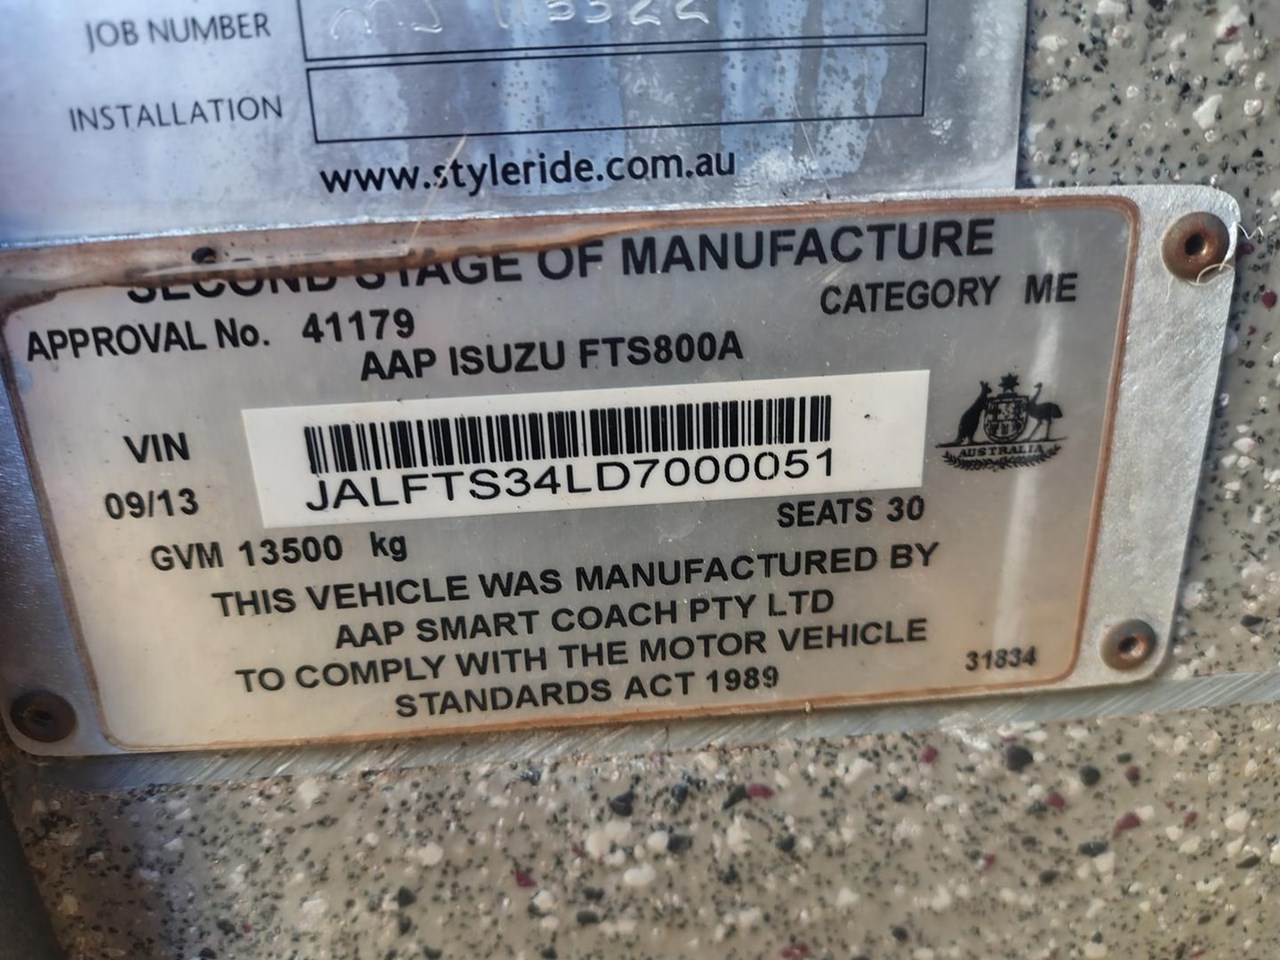 JOB NUMBER
INSTALLATION
www.styleride.com.au
SECOND STAGE OF MANUFACTURE
APPROVAL No. 41179
CATEGORY ME
AAP ISUZU FTS800A
VIN
JALFTS34LD7000051
AUSTRALIA
09/13
SEATS 30
GVM 13500 kg
THIS VEHICLE WAS MANUFACTURED BY
AAP SMART COACH PTY LTD
TO COMPLY WITH THE MOTOR VEHICLE
STANDARDS ACT 1989
31834